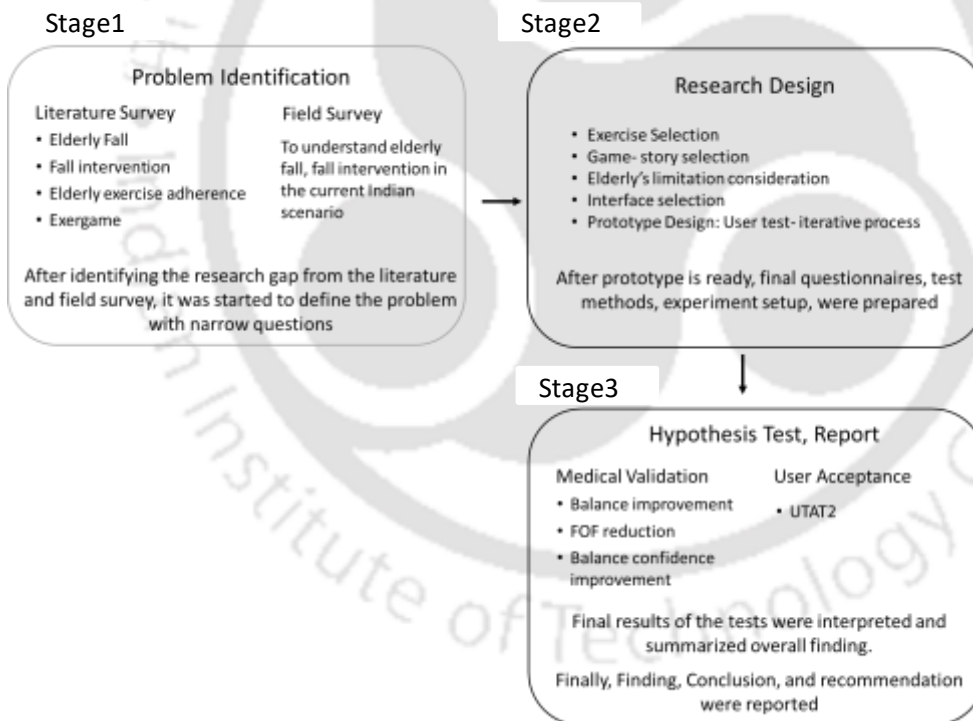 Stage1
Problem Identification
Literature Survey
• Elderly Fall
• Fall intervention
• Elderly exercise adherence
• Exergame
Field Survey
To understand elderly
fall, fall intervention in
the current Indian
scenario
After identifying the research gap from the literature
and field survey, it was started to define the problem
with narrow questions
Stage2
Research Design
• Exercise Selection
• Game- story selection
• Elderly's limitation consideration
• Interface selection
• Prototype Design: User test- iterative process
After prototype is ready, final questionnaires, test
methods, experiment setup, were prepared
Stage3
Hypothesis Test, Report
Medical Validation
• Balance improvement
• FOF reduction
• Balance confidence
improvement
User Acceptance
• UTAT2
Final results of the tests were interpreted and
summarized overall finding.
Finally, Finding, Conclusion, and recommendation
were reported
Indian Institute of Technology